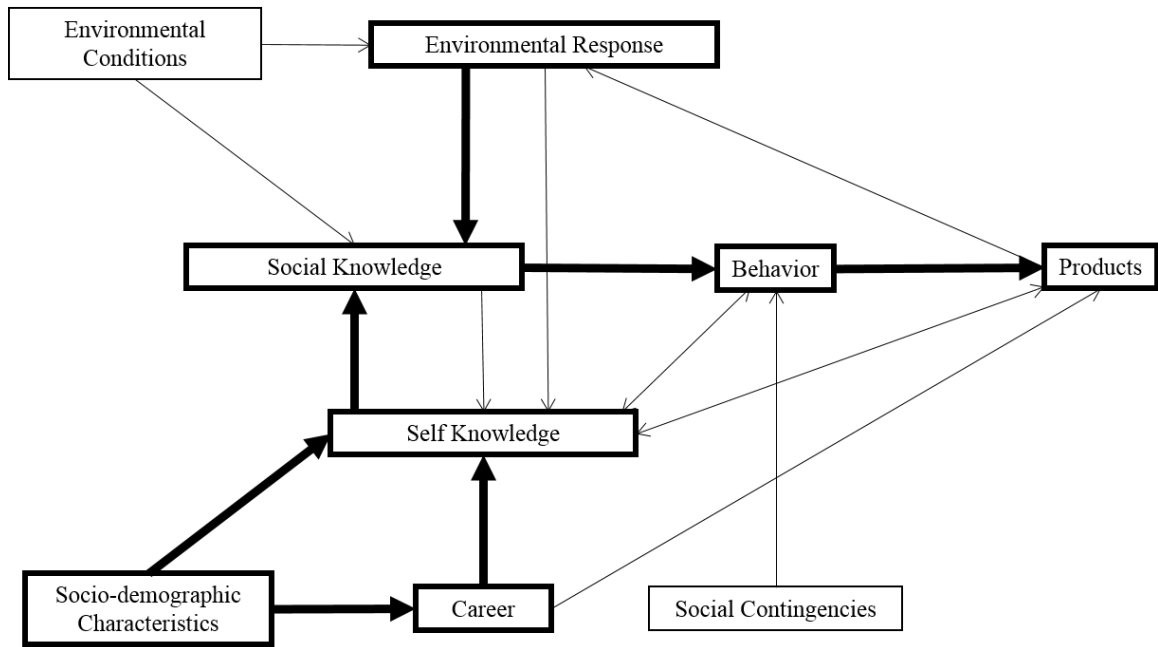 Environmental
Conditions
Environmental Response
Social Knowledge
Behavior
Products
Self Knowledge
Socio-demographic
Characteristics
Career
Social Contingencies